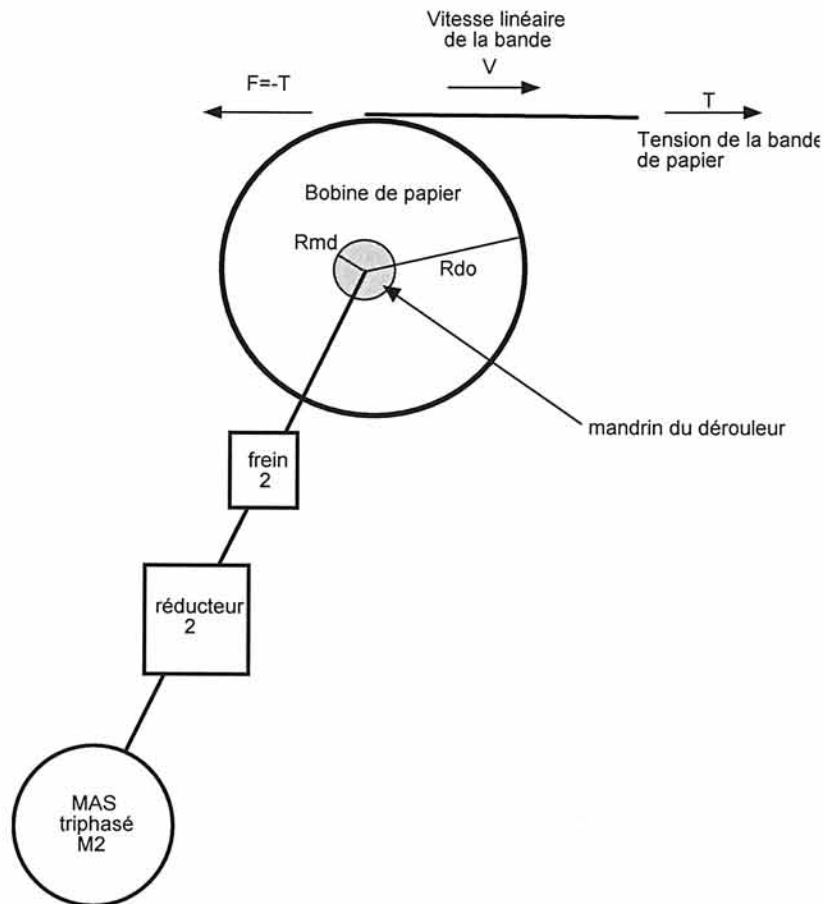 Vitesse linéaire
de la bande
V
F=-T
T
Tension de la bande
de papier
Bobine de papier
Rmd
Rdo
mandrin du dérouleur
frein
2
réducteur
2
MAS
triphasé
M2